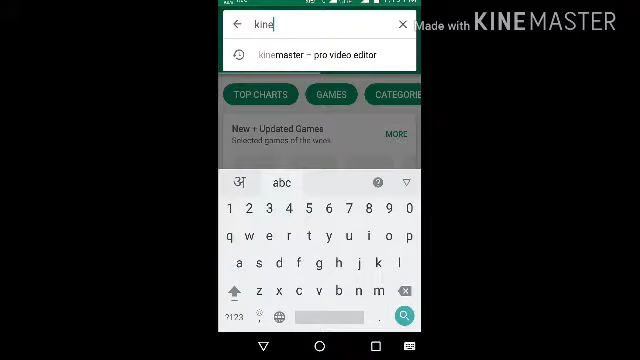 kine
Made with KINEMASTER
kinemaster – pro video editor
TOP CHARTS GAMES CATEGORIE
New + Updated Games
Selected games of the week.
MORE
अ abc
1 2 3 4 5 6 7 8 9 0
q w e r t y u i o p
a s d f g h j k l
z x c v b n m
?123 , .